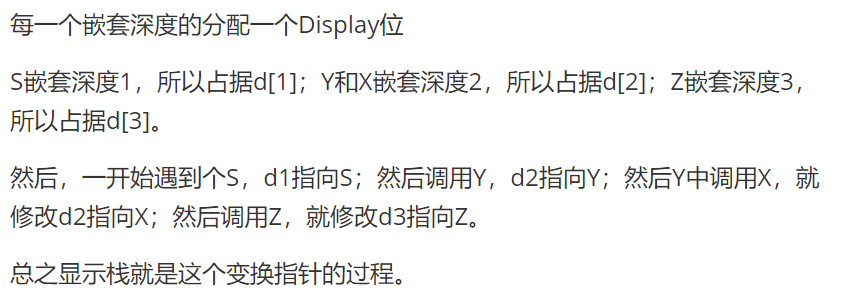 每一个嵌套深度的分配一个Display位
S嵌套深度1，所以占据d[1]；Y和X嵌套深度2，所以占据d[2]；Z嵌套深度3，
所以占据d[3]。
然后，一开始遇到个S，d1指向S；然后调用Y，d2指向Y；然后Y中调用X，就
修改d2指向X；然后调用Z，就修改d3指向Z。
总之显示栈就是这个变换指针的过程。